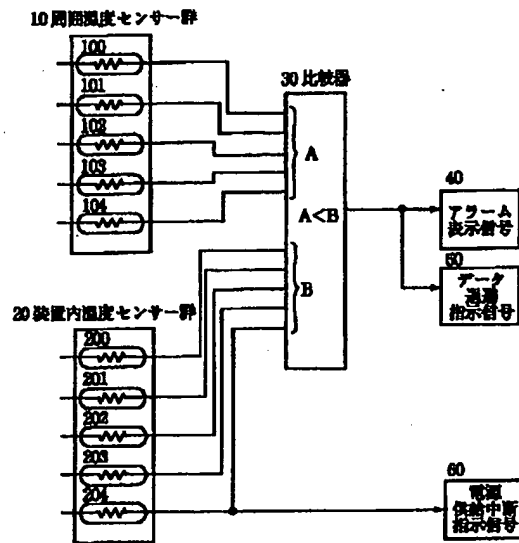 10 周囲温度センサー群
100
101
102
103
104
30 比較器
A
A<B
B
40
アラーム
表示信号
50
データ
退避
指示信号
20 装置内温度センサー群
200
201
202
203
204
60
電源
供給中断
指示信号